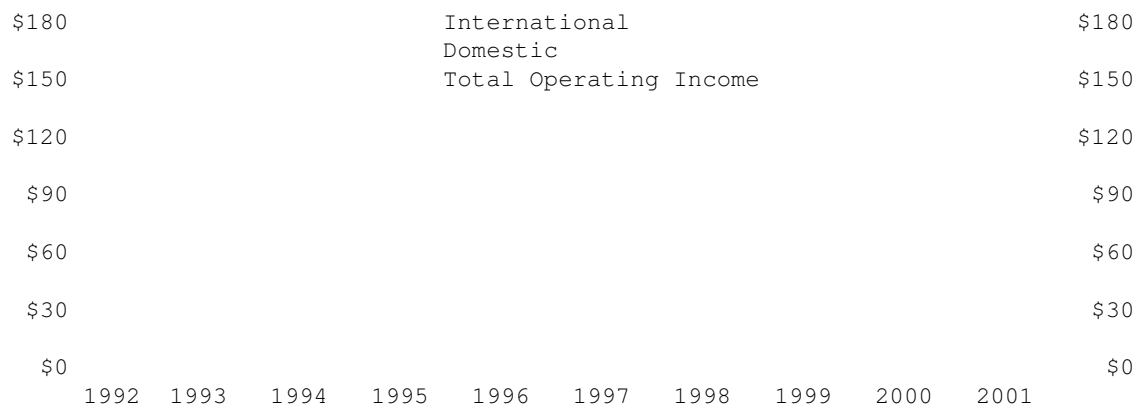 $180 International $180
Domestic
$150 Total Operating Income $150
$120 $120
$90 $90
$60 $60
$30 $30
$0 $0
1992 1993 1994 1995 1996 1997 1998 1999 2000 2001